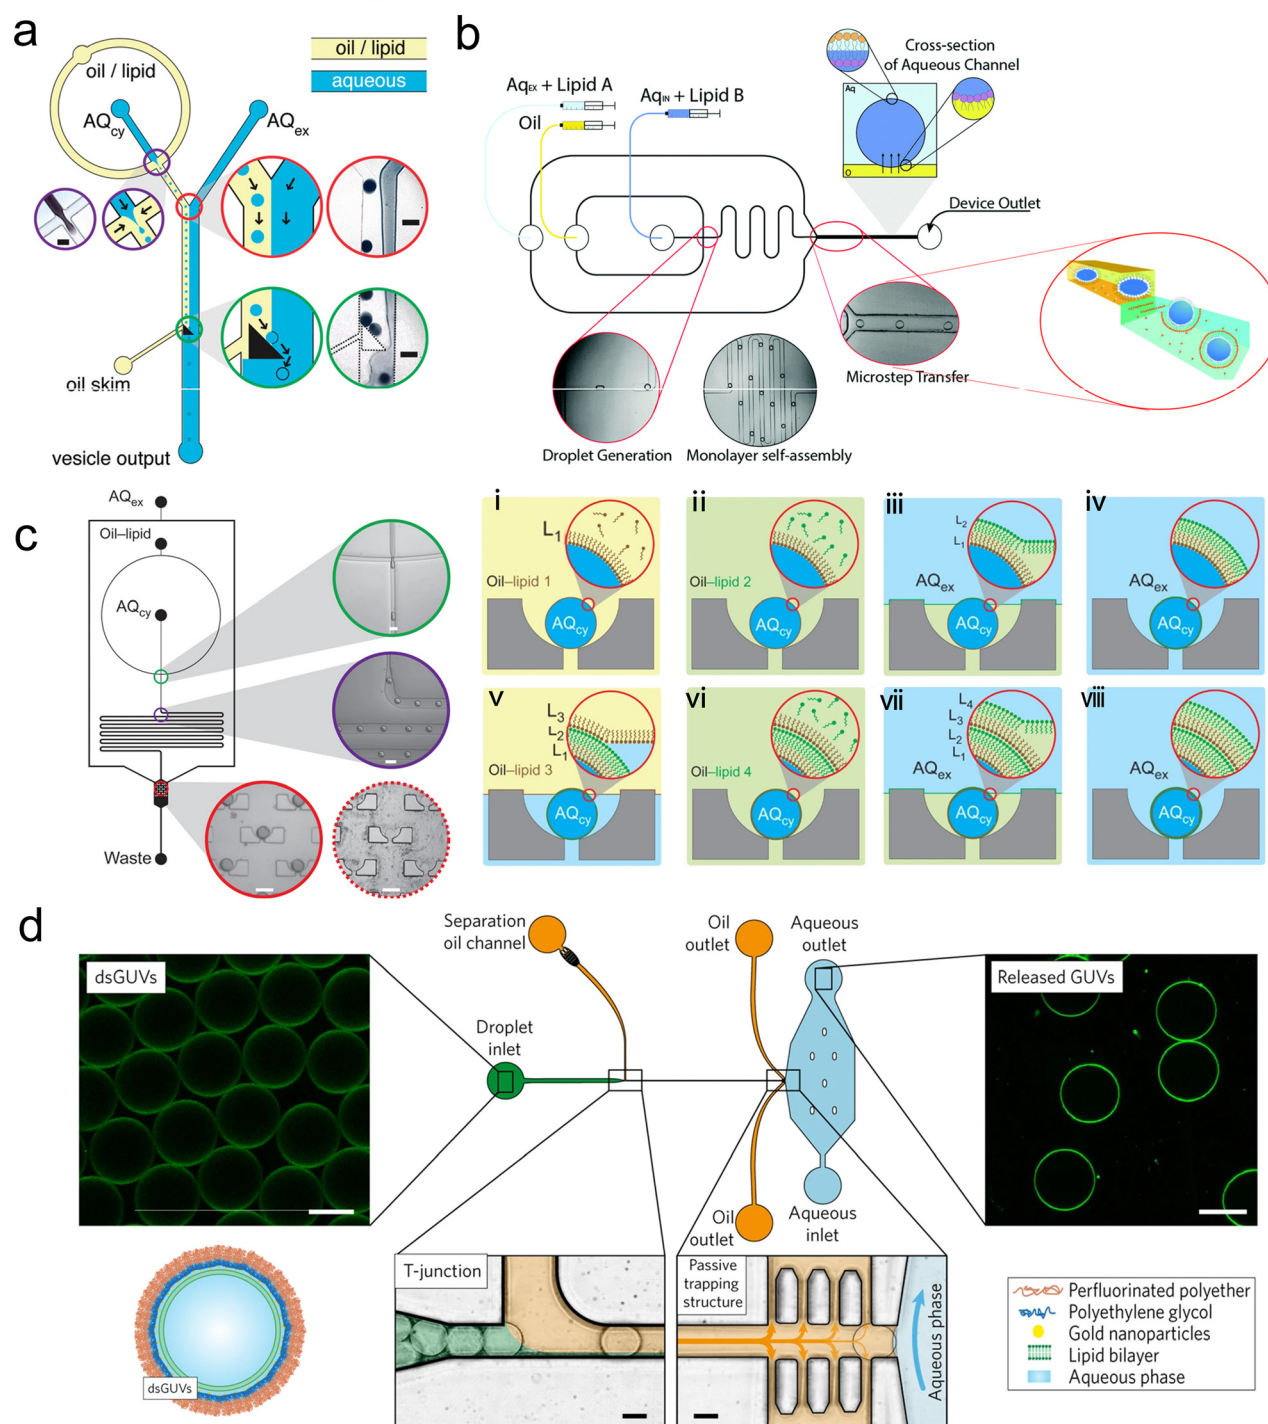 a
oil / lipid
aqueous
oil / lipid
AQcy
AQex
oil skim
vesicle output
b
AqEX + Lipid A
Oil
AqIN + Lipid B
Cross-section
of Aqueous Channel
Aq
O
Device Outlet
Droplet Generation
Monolayer self-assembly
Microstep Transfer
c
AQex
Oil–lipid
AQcy
Waste
i
L1
Oil–lipid 1
AQcy
ii
Oil–lipid 2
AQcy
iii
L2
L1
AQex
AQcy
iv
AQex
AQcy
v
L3
L2
L1
Oil–lipid 3
AQcy
vi
Oil–lipid 4
AQcy
vii
L4
L3
L2
L1
AQex
AQcy
viii
AQex
AQcy
d
dsGUVs
Separation
oil channel
Droplet
inlet
Oil
outlet
Aqueous
outlet
Released GUVs
Oil
outlet
Aqueous
inlet
dsGUVs
T-junction
Passive
trapping
structure
Aqueous phase
Perfluorinated polyether
Polyethylene glycol
Gold nanoparticles
Lipid bilayer
Aqueous phase